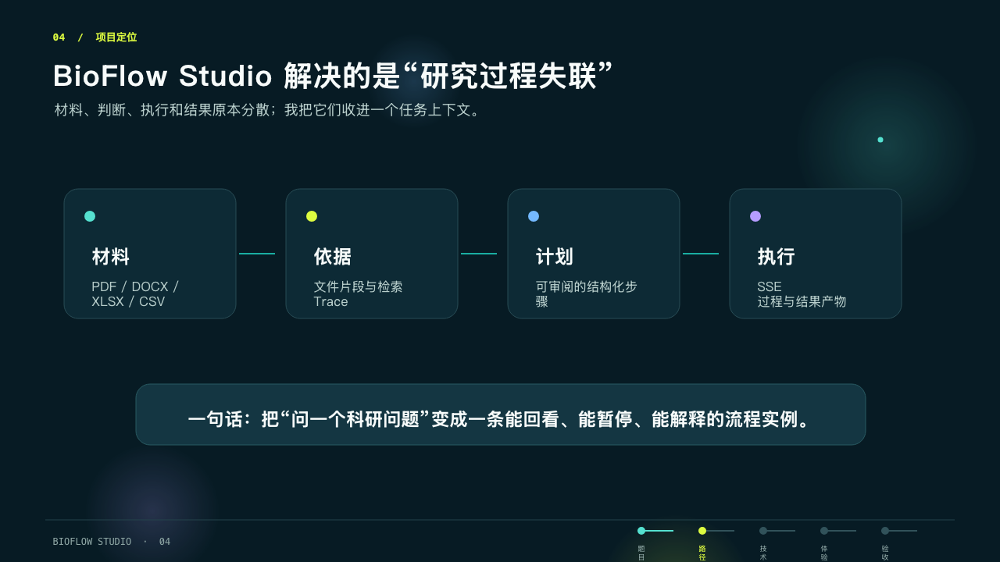 04 / 项目定位
BioFlow Studio 解决的是“研究过程失联”
材料、判断、执行和结果原本分散；我把它们收进一个任务上下文。
材料
PDF / DOCX /
XLSX / CSV
依据
文件片段与检索
Trace
计划
可审阅的结构化步
骤
执行
SSE
过程与结果产物
一句话：把“问一个科研问题”变成一条能回看、能暂停、能解释的流程实例。
BIOFLOW STUDIO · 04
题目
路径
技术
体验
验收